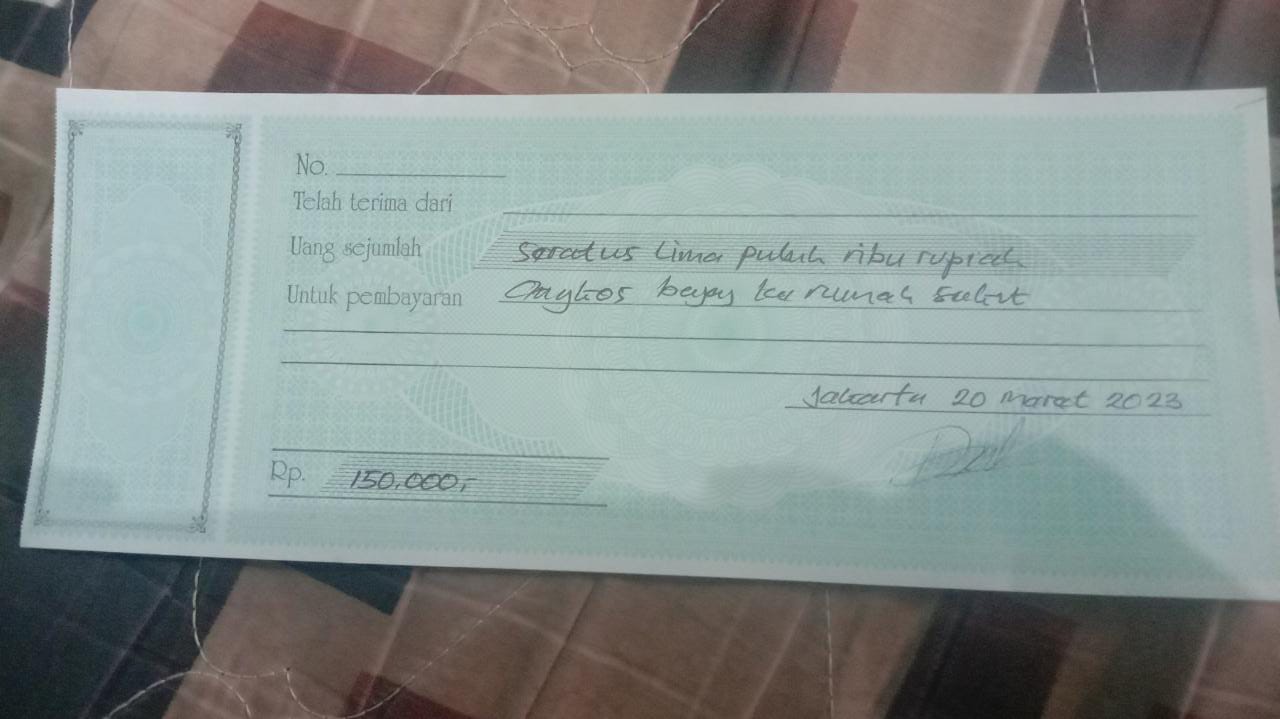 No.
Telah terima dari
Uang sejumlah Seratus Lima puluh ribu rupiah
Untuk pembayaran Ongkos bajay ke rumah sakit
Jakarta 20 Maret 2023
Rp. 150.000,-